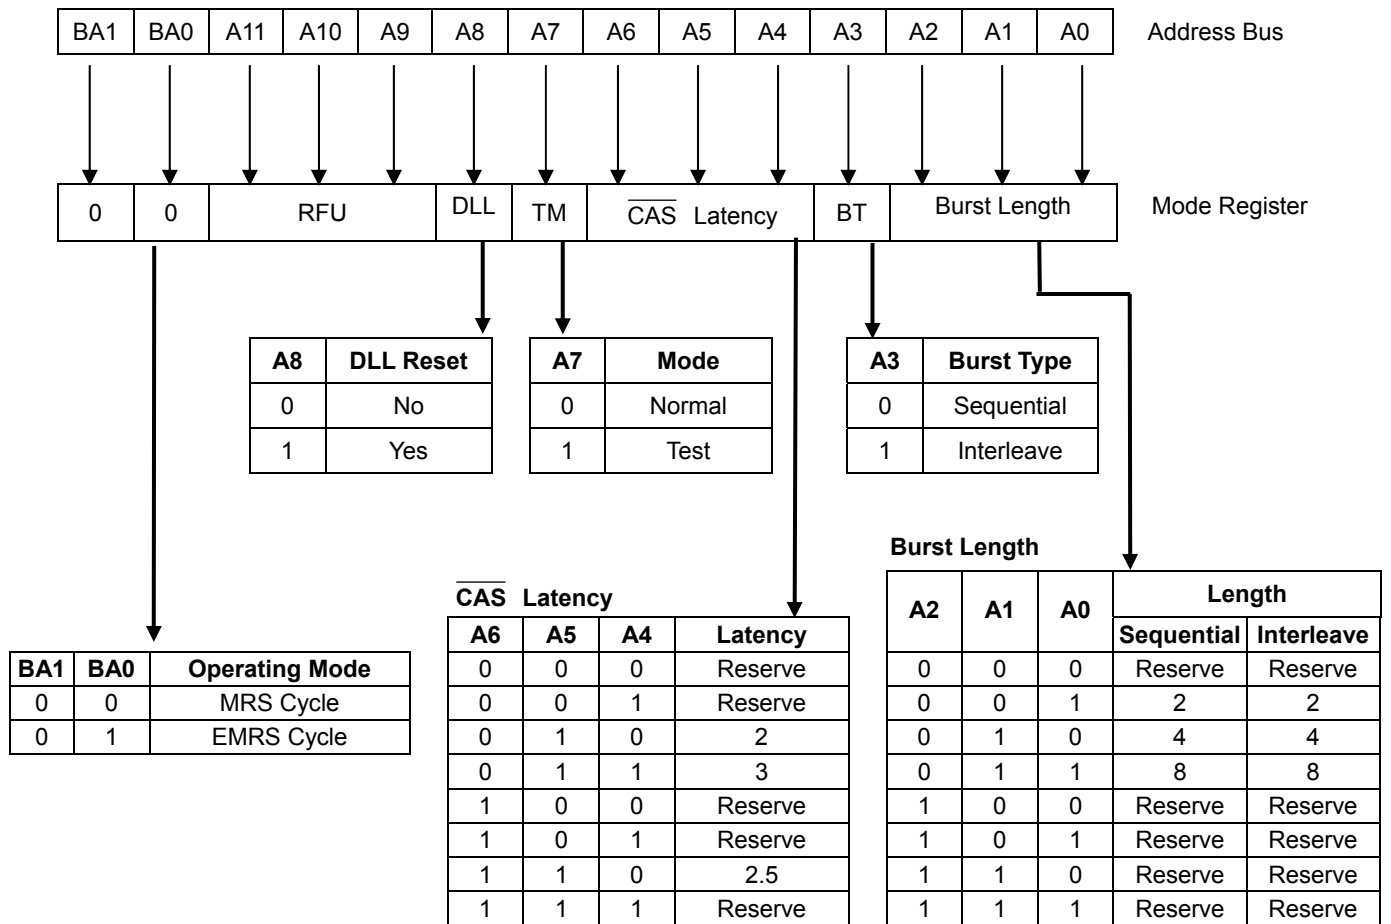 BA1 BA0 A11 A10 A9 A8 A7 A6 A5 A4 A3 A2 A1 A0 Address Bus
0 0 RFU DLL TM CAS Latency BT Burst Length Mode Register
A8 DLL Reset
0 No
1 Yes
A7 Mode
0 Normal
1 Test
A3 Burst Type
0 Sequential
1 Interleave
BA1 BA0 Operating Mode
0 0 MRS Cycle
0 1 EMRS Cycle
CAS Latency
A6 A5 A4 Latency
0 0 0 Reserve
0 0 1 Reserve
0 1 0 2
0 1 1 3
1 0 0 Reserve
1 0 1 Reserve
1 1 0 2.5
1 1 1 Reserve
Burst Length
A2 A1 A0 Length
Sequential Interleave
0 0 0 Reserve Reserve
0 0 1 2 2
0 1 0 4 4
0 1 1 8 8
1 0 0 Reserve Reserve
1 0 1 Reserve Reserve
1 1 0 Reserve Reserve
1 1 1 Reserve Reserve